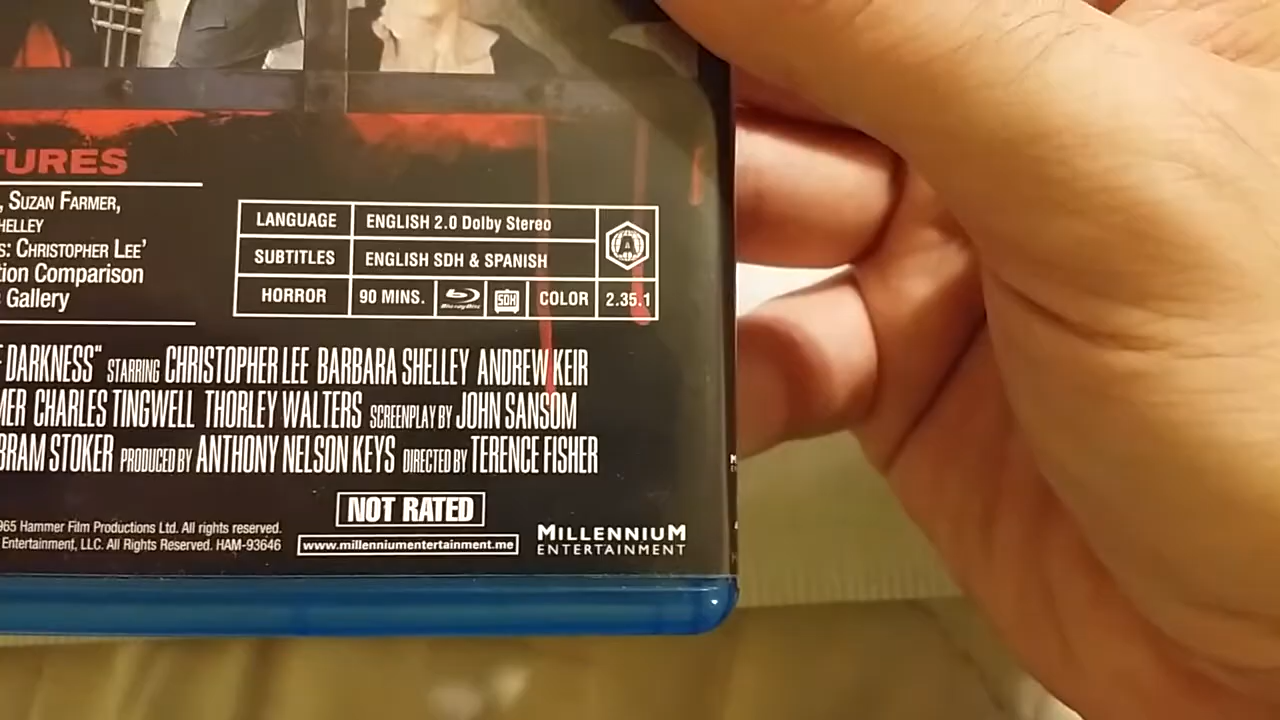 TURES
, SUZAN FARMER,
HELLEY
S: CHRISTOPHER LEE'
tion Comparison
Gallery
LANGUAGE ENGLISH 2.0 Dolby Stereo A
SUBTITLES ENGLISH SDH & SPANISH
HORROR 90 MINS. Blu-ray Disc SDH COLOR 2.35.1
F DARKNESS" STARRING CHRISTOPHER LEE BARBARA SHELLEY ANDREW KEIR
MER CHARLES TINGWELL THORLEY WALTERS SCREENPLAY BY JOHN SANSOM
BRAM STOKER PRODUCED BY ANTHONY NELSON KEYS DIRECTED BY TERENCE FISHER
NOT RATED
965 Hammer Film Productions Ltd. All rights reserved.
Entertainment, LLC. All Rights Reserved. HAM-93646
www.millenniumentertainment.me
MILLENNIUM
ENTERTAINMENT